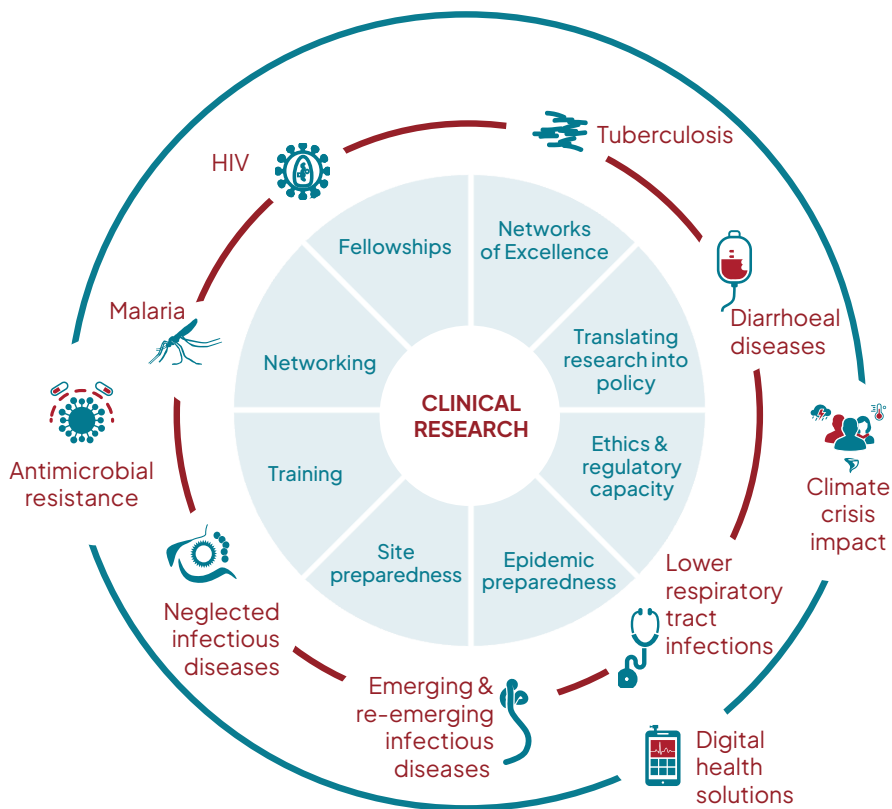 Tuberculosis
HIV
Networks
of Excellence
Fellowships
Malaria
Diarrhoeal
diseases
Translating
research into
policy
Networking
CLINICAL
RESEARCH
Ethics &
regulatory
capacity
Training
Antimicrobial
resistance
Climate
crisis
impact
Site
preparedness
Epidemic
preparedness
Lower
respiratory
tract
infections
Neglected
infectious
diseases
Emerging &
re-emerging
infectious
diseases
Digital
health
solutions